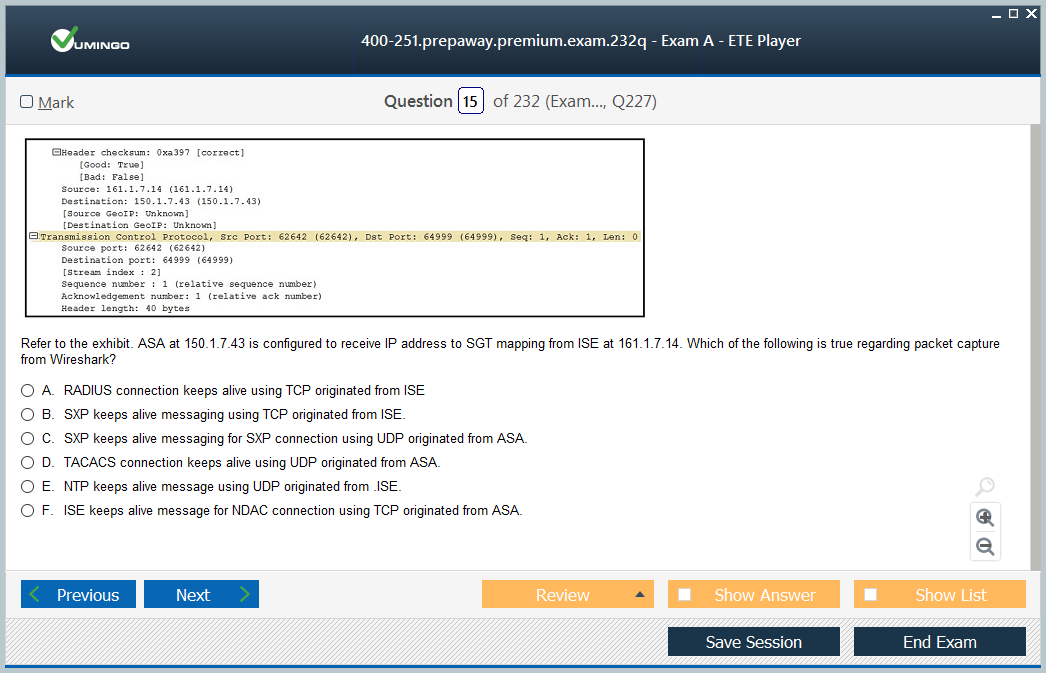 VUMINGO
400-251.prepaway.premium.exam.232q - Exam A - ETE Player
Mark
Question 15 of 232 (Exam..., Q227)
Header checksum: 0xa397 [correct]
[Good: True]
[Bad: False]
Source: 161.1.7.14 (161.1.7.14)
Destination: 150.1.7.43 (150.1.7.43)
[Source GeoIP: Unknown]
[Destination GeoIP: Unknown]
Transmission Control Protocol, Src Port: 62642 (62642), Dst Port: 64999 (64999), Seq: 1, Ack: 1, Len: 0
Source port: 62642 (62642)
Destination port: 64999 (64999)
[Stream index : 2]
Sequence number : 1 (relative sequence number)
Acknowledgement number: 1 (relative ack number)
Header length: 40 bytes
Refer to the exhibit. ASA at 150.1.7.43 is configured to receive IP address to SGT mapping from ISE at 161.1.7.14. Which of the following is true regarding packet capture
from Wireshark?
A. RADIUS connection keeps alive using TCP originated from ISE
B. SXP keeps alive messaging using TCP originated from ISE.
C. SXP keeps alive messaging for SXP connection using UDP originated from ASA.
D. TACACS connection keeps alive using UDP originated from ASA.
E. NTP keeps alive message using UDP originated from .ISE.
F. ISE keeps alive message for NDAC connection using TCP originated from ASA.
Previous
Next
Review
Show Answer
Show List
Save Session
End Exam